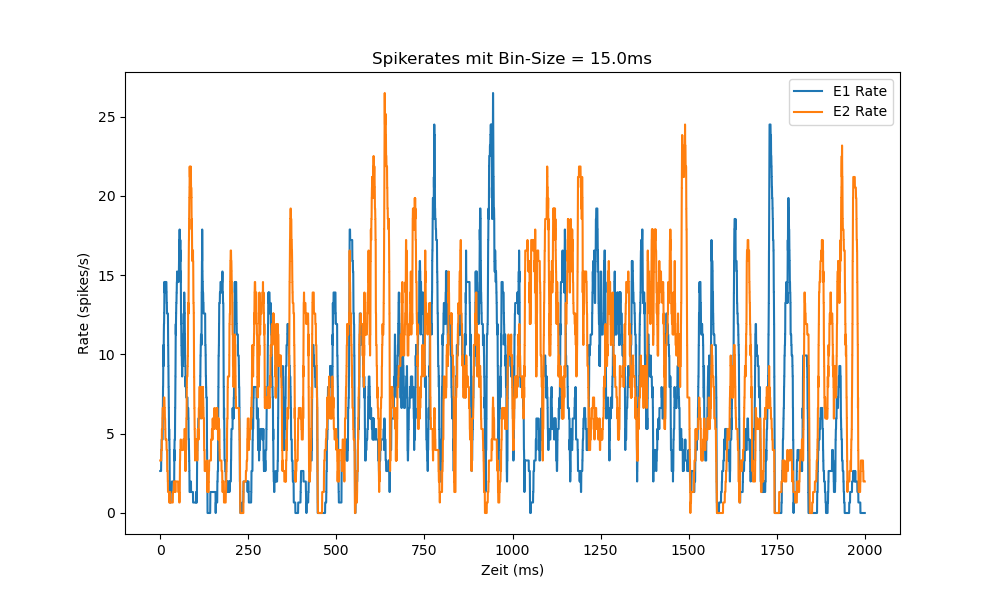 Spikerates mit Bin-Size = 15.0ms
E1 Rate
E2 Rate
Rate (spikes/s)
25
20
15
10
5
0
0 250 500 750 1000 1250 1500 1750 2000
Zeit (ms)